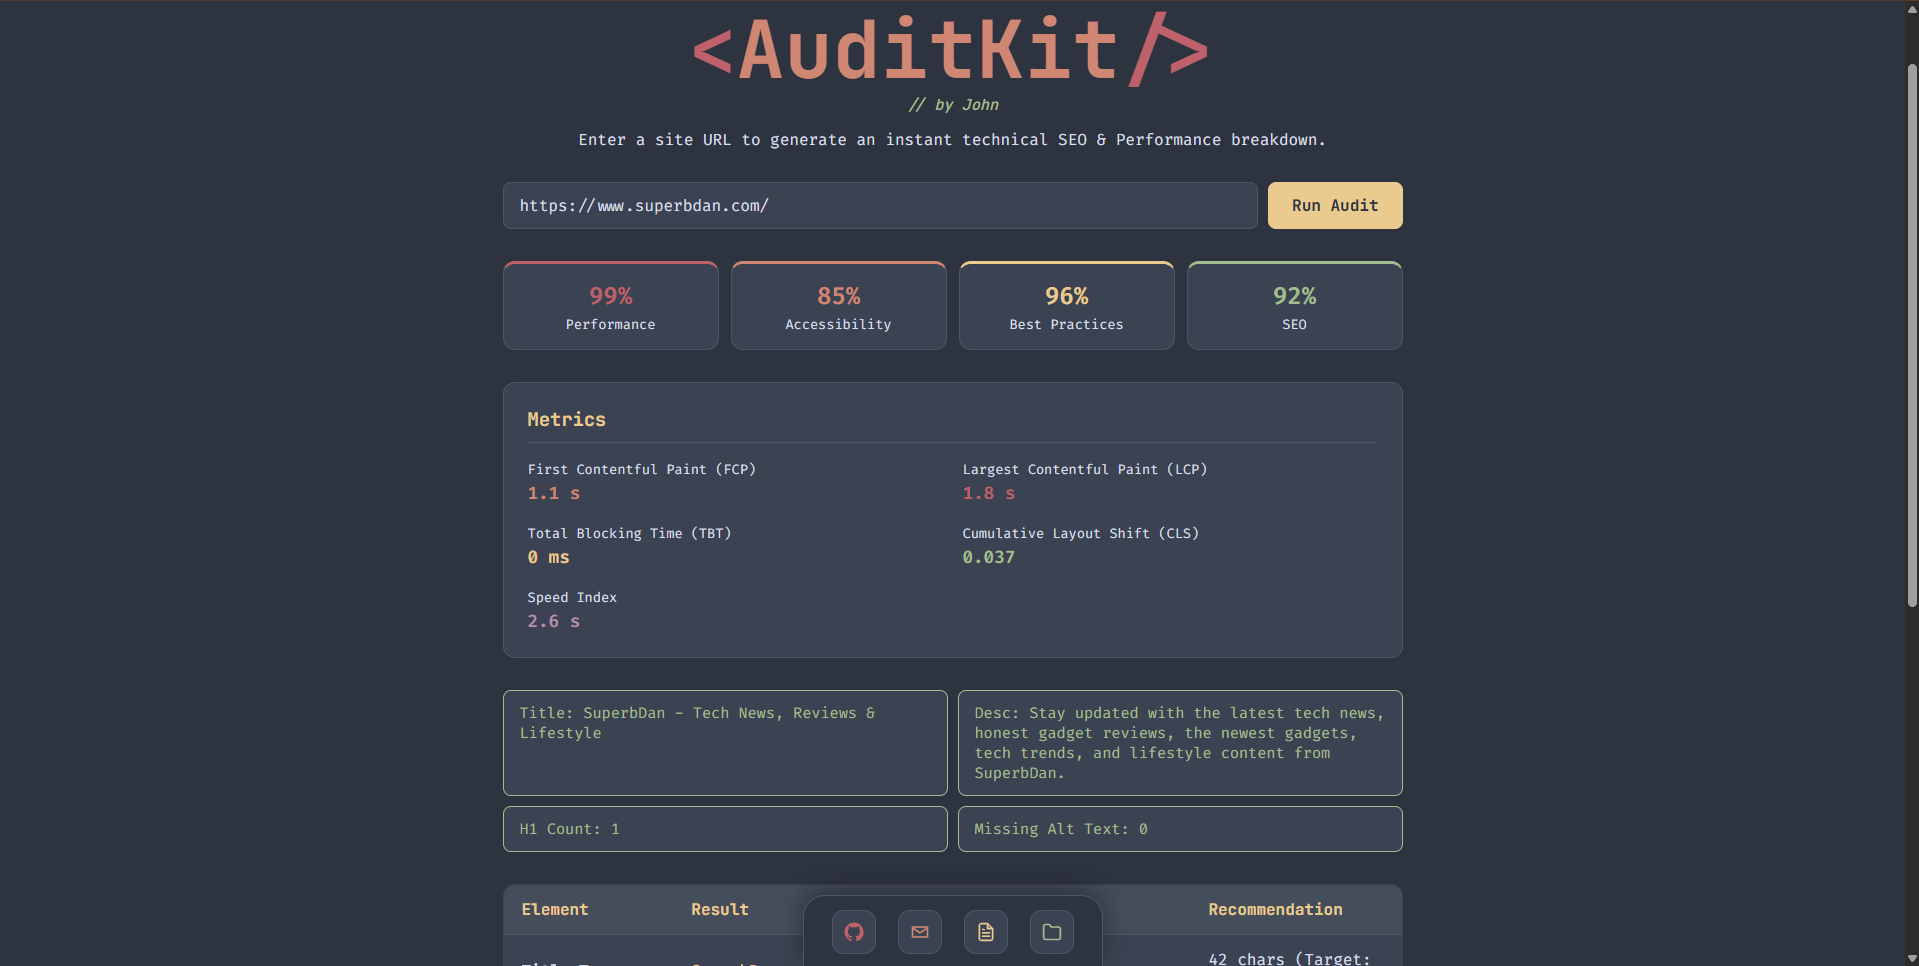 <AuditKit/>
// by John
Enter a site URL to generate an instant technical SEO & Performance breakdown.
https://www.superbdan.com/
Run Audit
99%
Performance
85%
Accessibility
96%
Best Practices
92%
SEO
Metrics
First Contentful Paint (FCP)
1.1 s
Largest Contentful Paint (LCP)
1.8 s
Total Blocking Time (TBT)
0 ms
Cumulative Layout Shift (CLS)
0.037
Speed Index
2.6 s
Title: SuperbDan - Tech News, Reviews &
Lifestyle
Desc: Stay updated with the latest tech news,
honest gadget reviews, the newest gadgets,
tech trends, and lifestyle content from
SuperbDan.
H1 Count: 1
Missing Alt Text: 0
Element
Result
Recommendation
42 chars (Target: